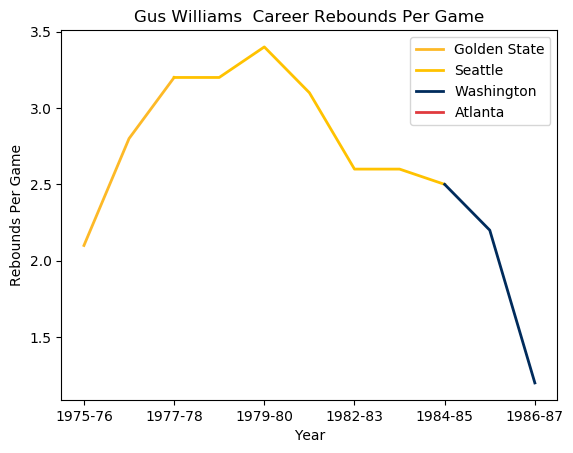 Gus Williams  Career Rebounds Per Game
3.5
3.0
2.5
2.0
1.5
Rebounds Per Game
Golden State
Seattle
Washington
Atlanta
1975-76
1977-78
1979-80
1982-83
1984-85
1986-87
Year